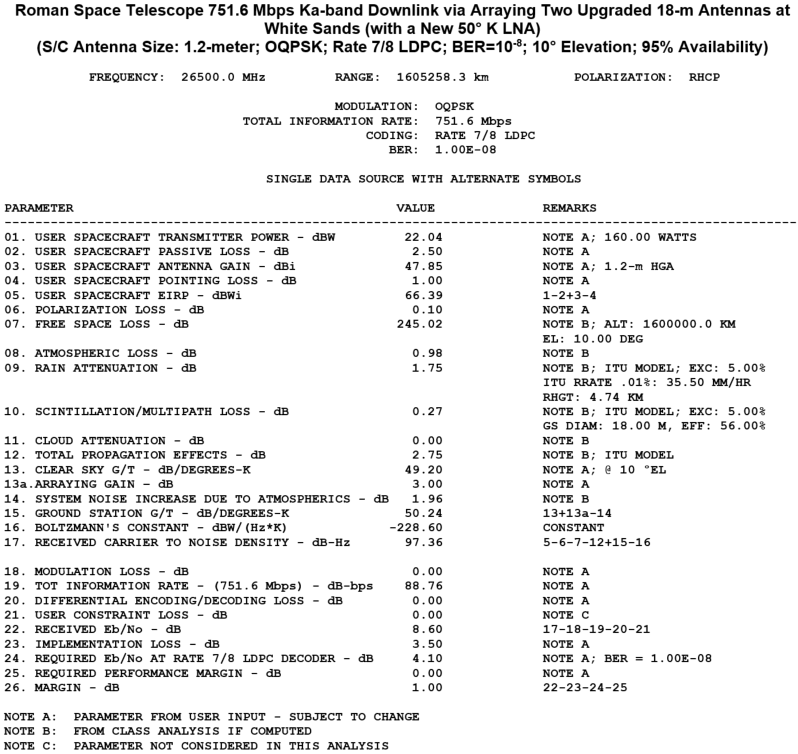 Roman Space Telescope 751.6 Mbps Ka-band Downlink via Arraying Two Upgraded 18-m Antennas at
White Sands (with a New 50° K LNA)
(S/C Antenna Size: 1.2-meter; OQPSK; Rate 7/8 LDPC; BER=10-8; 10° Elevation; 95% Availability)
FREQUENCY: 26500.0 MHz RANGE: 1605258.3 km POLARIZATION: RHCP
MODULATION: OQPSK
TOTAL INFORMATION RATE: 751.6 Mbps
CODING: RATE 7/8 LDPC
BER: 1.00E-08
SINGLE DATA SOURCE WITH ALTERNATE SYMBOLS
PARAMETER VALUE REMARKS
01. USER SPACECRAFT TRANSMITTER POWER - dBW 22.04 NOTE A; 160.00 WATTS
02. USER SPACECRAFT PASSIVE LOSS - dB 2.50 NOTE A
03. USER SPACECRAFT ANTENNA GAIN - dBi 47.85 NOTE A; 1.2-m HGA
04. USER SPACECRAFT POINTING LOSS - dB 1.00 NOTE A
05. USER SPACECRAFT EIRP - dBWi 66.39 1-2+3-4
06. POLARIZATION LOSS - dB 0.10 NOTE A
07. FREE SPACE LOSS - dB 245.02 NOTE B; ALT: 1600000.0 KM
EL: 10.00 DEG
08. ATMOSPHERIC LOSS - dB 0.98 NOTE B
09. RAIN ATTENUATION - dB 1.75 NOTE B; ITU MODEL; EXC: 5.00%
ITU RRATE .01%: 35.50 MM/HR
RHGT: 4.74 KM
10. SCINTILLATION/MULTIPATH LOSS - dB 0.27 NOTE B; ITU MODEL; EXC: 5.00%
GS DIAM: 18.00 M, EFF: 56.00%
11. CLOUD ATTENUATION - dB 0.00 NOTE B
12. TOTAL PROPAGATION EFFECTS - dB 2.75 NOTE B; ITU MODEL
13. CLEAR SKY G/T - dB/DEGREES-K 49.20 NOTE A; @ 10 °EL
13a.ARRAYING GAIN - dB 3.00 NOTE A
14. SYSTEM NOISE INCREASE DUE TO ATMOSPHERICS - dB 1.96 NOTE B
15. GROUND STATION G/T - dB/DEGREES-K 50.24 13+13a-14
16. BOLTZMANN'S CONSTANT - dBW/(Hz*K) -228.60 CONSTANT
17. RECEIVED CARRIER TO NOISE DENSITY - dB-Hz 97.36 5-6-7-12+15-16
18. MODULATION LOSS - dB 0.00 NOTE A
19. TOT INFORMATION RATE - (751.6 Mbps) - dB-bps 88.76 NOTE A
20. DIFFERENTIAL ENCODING/DECODING LOSS - dB 0.00 NOTE A
21. USER CONSTRAINT LOSS - dB 0.00 NOTE C
22. RECEIVED Eb/No - dB 8.60 17-18-19-20-21
23. IMPLEMENTATION LOSS - dB 3.50 NOTE A
24. REQUIRED Eb/No AT RATE 7/8 LDPC DECODER - dB 4.10 NOTE A; BER = 1.00E-08
25. REQUIRED PERFORMANCE MARGIN - dB 0.00 NOTE A
26. MARGIN - dB 1.00 22-23-24-25
NOTE A: PARAMETER FROM USER INPUT - SUBJECT TO CHANGE
NOTE B: FROM CLASS ANALYSIS IF COMPUTED
NOTE C: PARAMETER NOT CONSIDERED IN THIS ANALYSIS